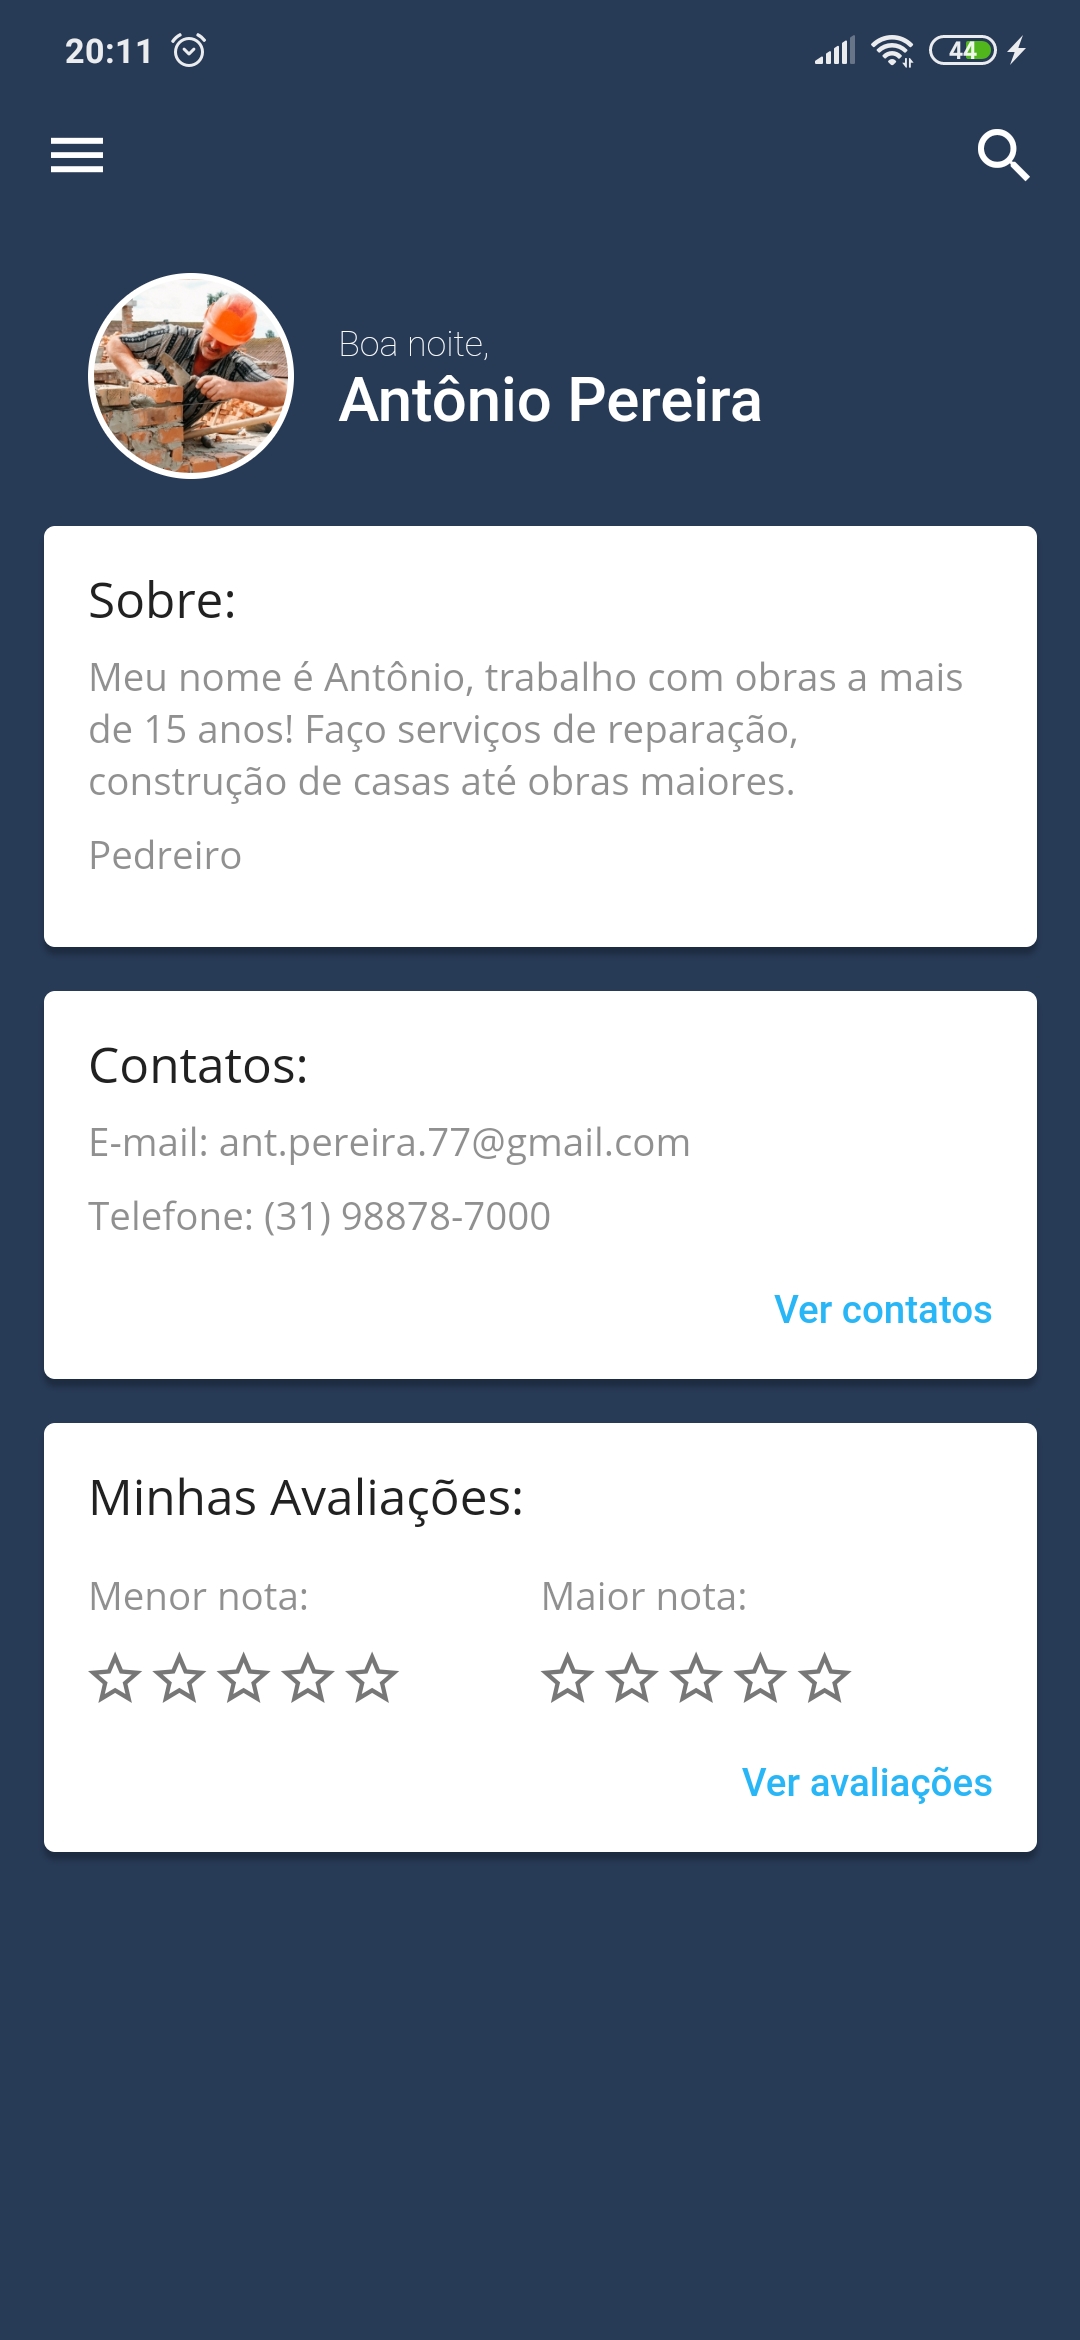 20:11
44
Boa noite,
Antônio Pereira
Sobre:
Meu nome é Antônio, trabalho com obras a mais
de 15 anos! Faço serviços de reparação,
construção de casas até obras maiores.
Pedreiro
Contatos:
E-mail: ant.pereira.77@gmail.com
Telefone: (31) 98878-7000
Ver contatos
Minhas Avaliações:
Menor nota:
Maior nota:
Ver avaliações